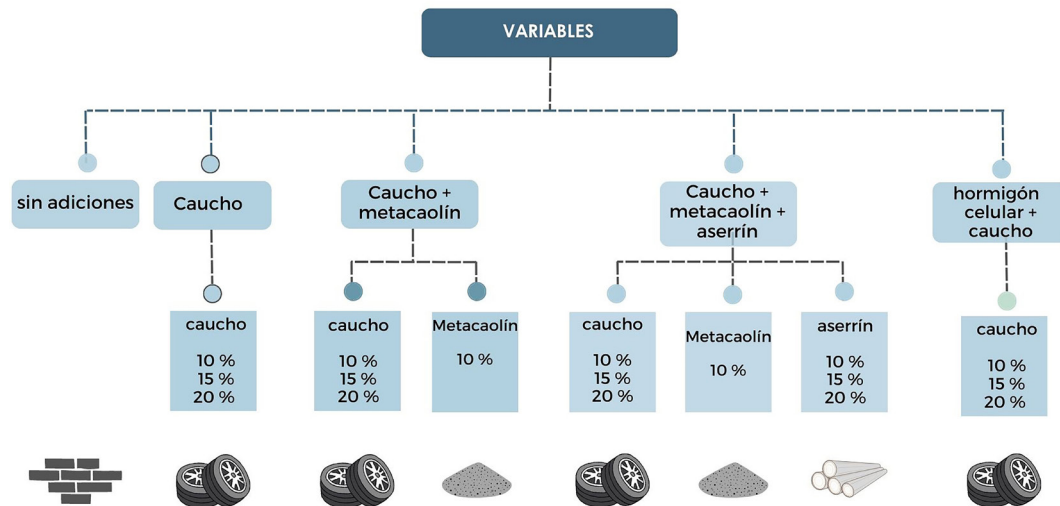 VARIABLES
sin adiciones
Caucho
Caucho +
metacaolín
Caucho +
metacaolín +
aserrín
hormigón
celular +
caucho
caucho
10 %
15 %
20 %
caucho
10 %
15 %
20 %
Metacaolín
10 %
caucho
10 %
15 %
20 %
Metacaolín
10 %
aserrín
10 %
15 %
20 %
caucho
10 %
15 %
20 %